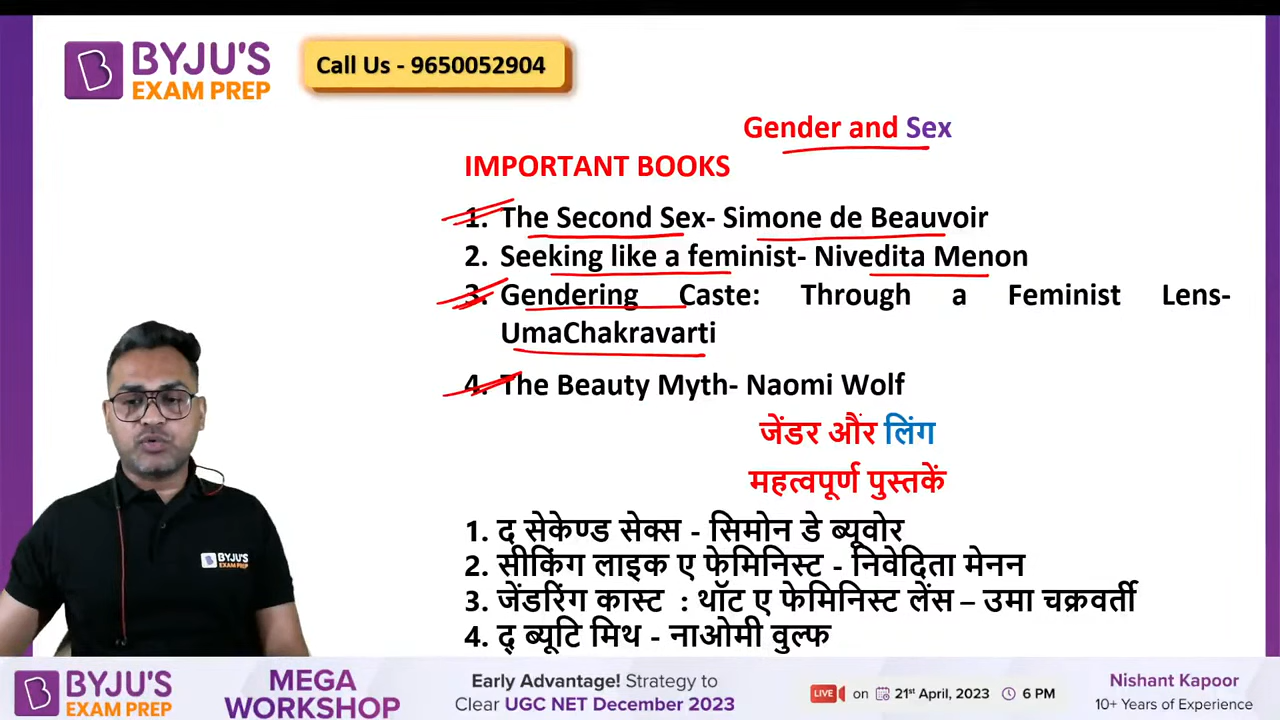 BYJU'S
EXAM PREP
Call Us - 9650052904
Gender and Sex
IMPORTANT BOOKS
1. The Second Sex- Simone de Beauvoir
2. Seeking like a feminist- Nivedita Menon
3. Gendering Caste: Through a Feminist Lens-
UmaChakravarti
4. The Beauty Myth- Naomi Wolf
जेंडर और लिंग
महत्वपूर्ण पुस्तकें
1. द सेकेण्ड सेक्स - सिमोन डे ब्यूवोर
2. सीकिंग लाइक ए फेमिनिस्ट - निवेदिता मेनन
3. जेंडरिंग कास्ट : थॉट ए फेमिनिस्ट लेंस – उमा चक्रवर्ती
4. द् ब्यूटि मिथ - नाओमी वुल्फ
BYJU'S
EXAM PREP
BYJU'S
EXAM PREP
MEGA
WORKSHOP
Early Advantage! Strategy to
Clear UGC NET December 2023
LIVE on 21st April, 2023 6 PM
Nishant Kapoor
10+ Years of Experience